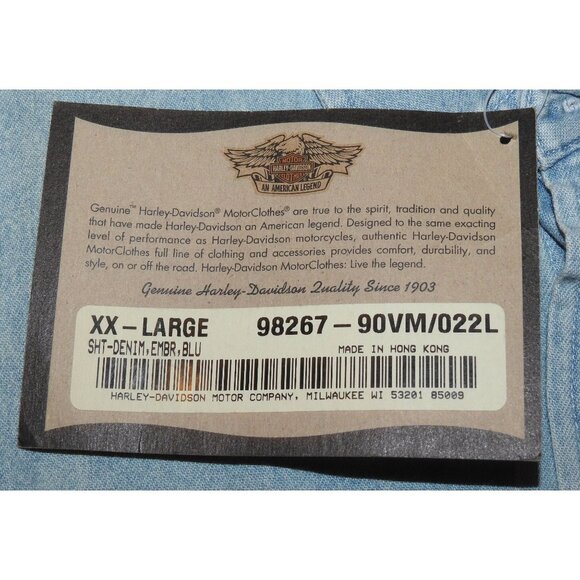 MOTOR
HARLEY-DAVIDSON
CYCLES
AN AMERICAN LEGEND
Genuine™ Harley-Davidson® MotorClothes® are true to the spirit, tradition and quality
that have made Harley-Davidson an American legend. Designed to the same exacting
level of performance as Harley-Davidson motorcycles, authentic Harley-Davidson
MotorClothes full line of clothing and accessories provides comfort, durability, and
style, on or off the road. Harley-Davidson MotorClothes: Live the legend.
Genuine Harley-Davidson Quality Since 1903
XX-LARGE 98267-90VM/022L
SHT-DENIM,EMBR,BLU MADE IN HONG KONG
HARLEY-DAVIDSON MOTOR COMPANY, MILWAUKEE WI 53201 85009